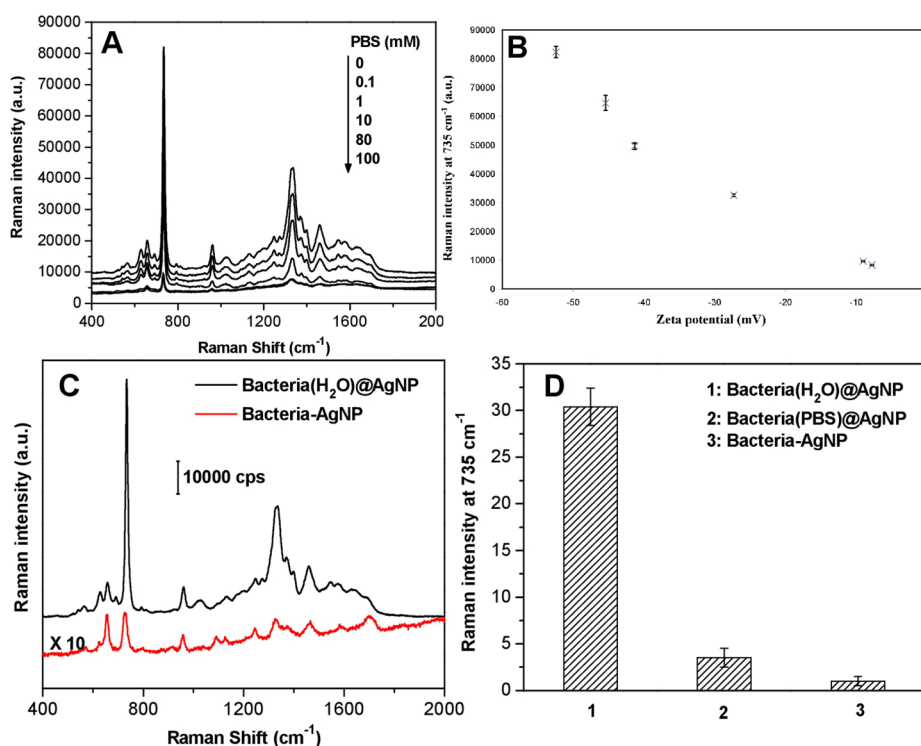 A
PBS (mM)
0
0.1
1
10
80
100
90000
80000
70000
60000
50000
40000
30000
20000
10000
0
400 800 1200 1600 200
Raman intensity (a.u.)
Raman Shift (cm⁻¹)
B
90000
80000
70000
60000
50000
40000
30000
20000
10000
0
-60 -50 -40 -30 -20 -10
Raman intensity at 735 cm⁻¹ (a.u.)
Zeta potential (mV)
C
Bacteria(H₂O)@AgNP
Bacteria-AgNP
10000 cps
X 10
400 800 1200 1600 2000
Raman intensity (a.u.)
Raman Shift (cm⁻¹)
D
1: Bacteria(H₂O)@AgNP
2: Bacteria(PBS)@AgNP
3: Bacteria-AgNP
35
30
25
20
15
10
5
0
1 2 3
Raman intensity at 735 cm⁻¹